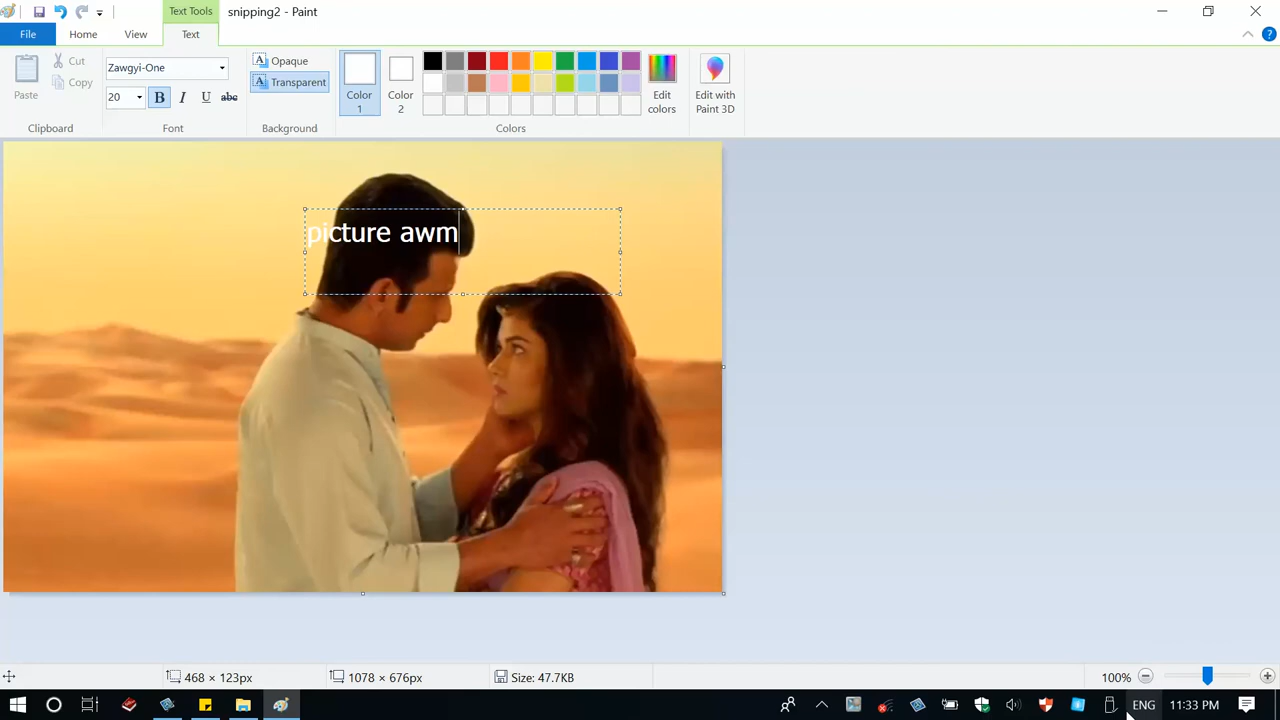 Text Tools
snipping2 - Paint
File
Home
View
Text
Paste
Cut
Copy
Clipboard
Zawgyi-One
20
B
I
U
abc
Font
A Opaque
A Transparent
Background
Color 1
Color 2
Edit colors
Colors
Edit with Paint 3D
picture awm
468 × 123px
1078 × 676px
Size: 47.7KB
100%
ENG
11:33 PM